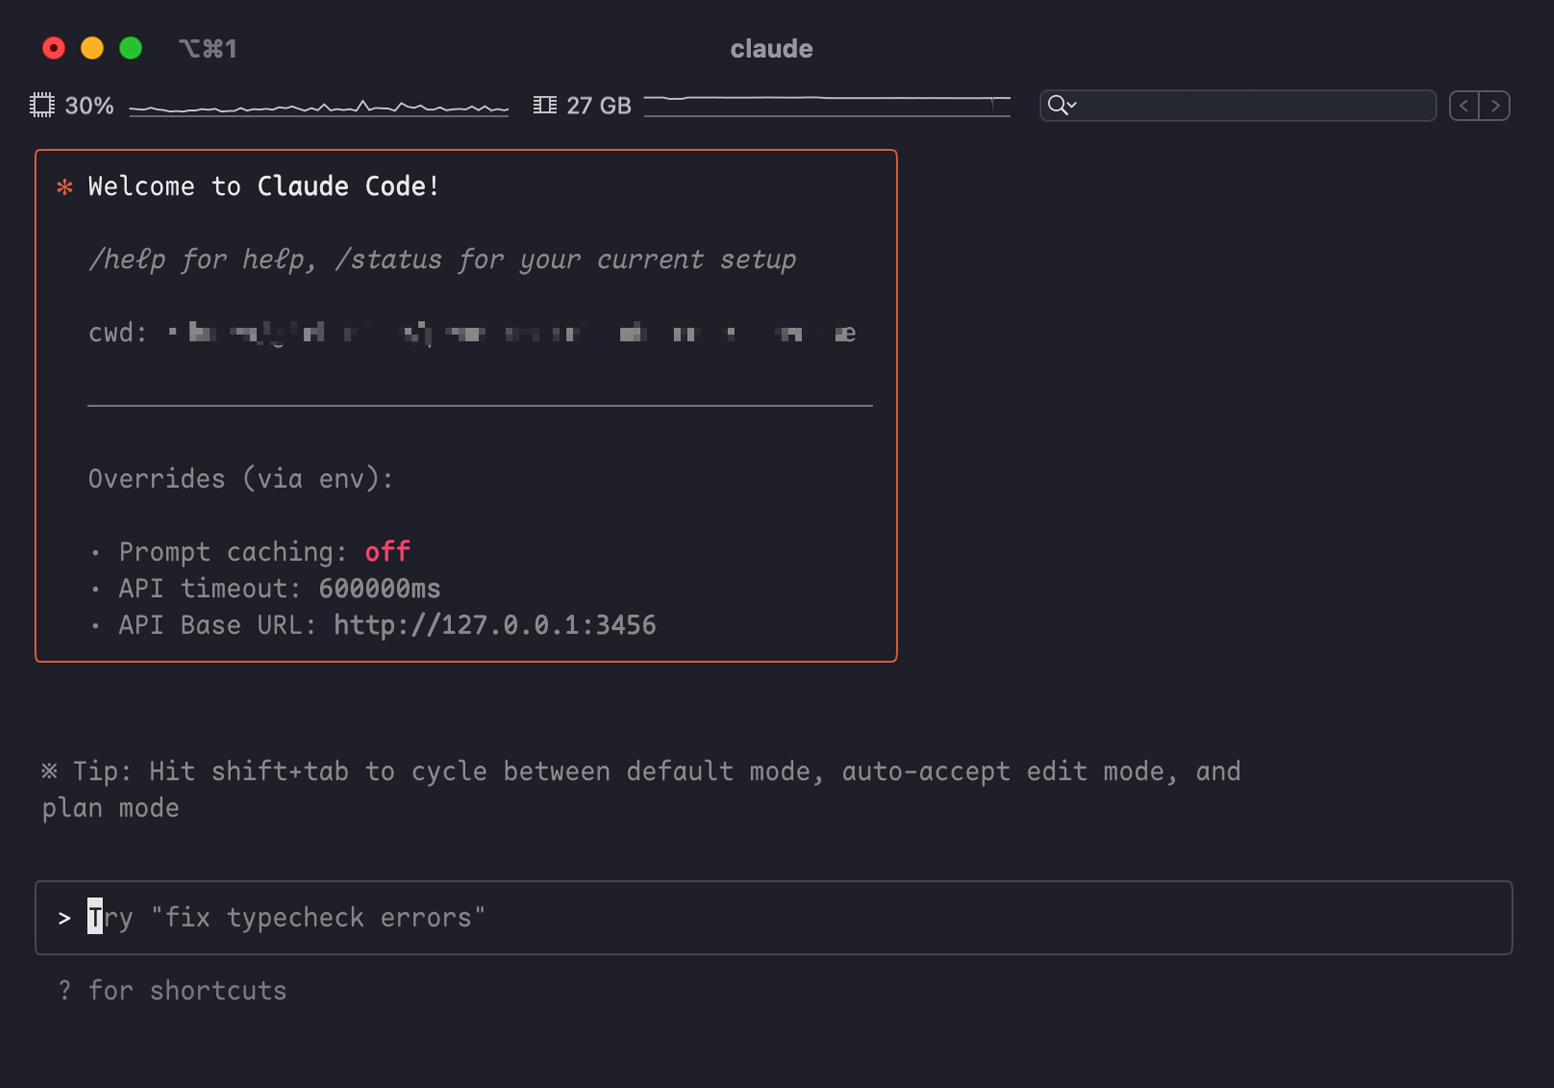 ⌥⌘1
claude
30%
27 GB
✻ Welcome to Claude Code!
/help for help, /status for your current setup
cwd:
Overrides (via env):
• Prompt caching: off
• API timeout: 600000ms
• API Base URL: http://127.0.0.1:3456
※ Tip: Hit shift+tab to cycle between default mode, auto-accept edit mode, and
plan mode
> Try "fix typecheck errors"
? for shortcuts